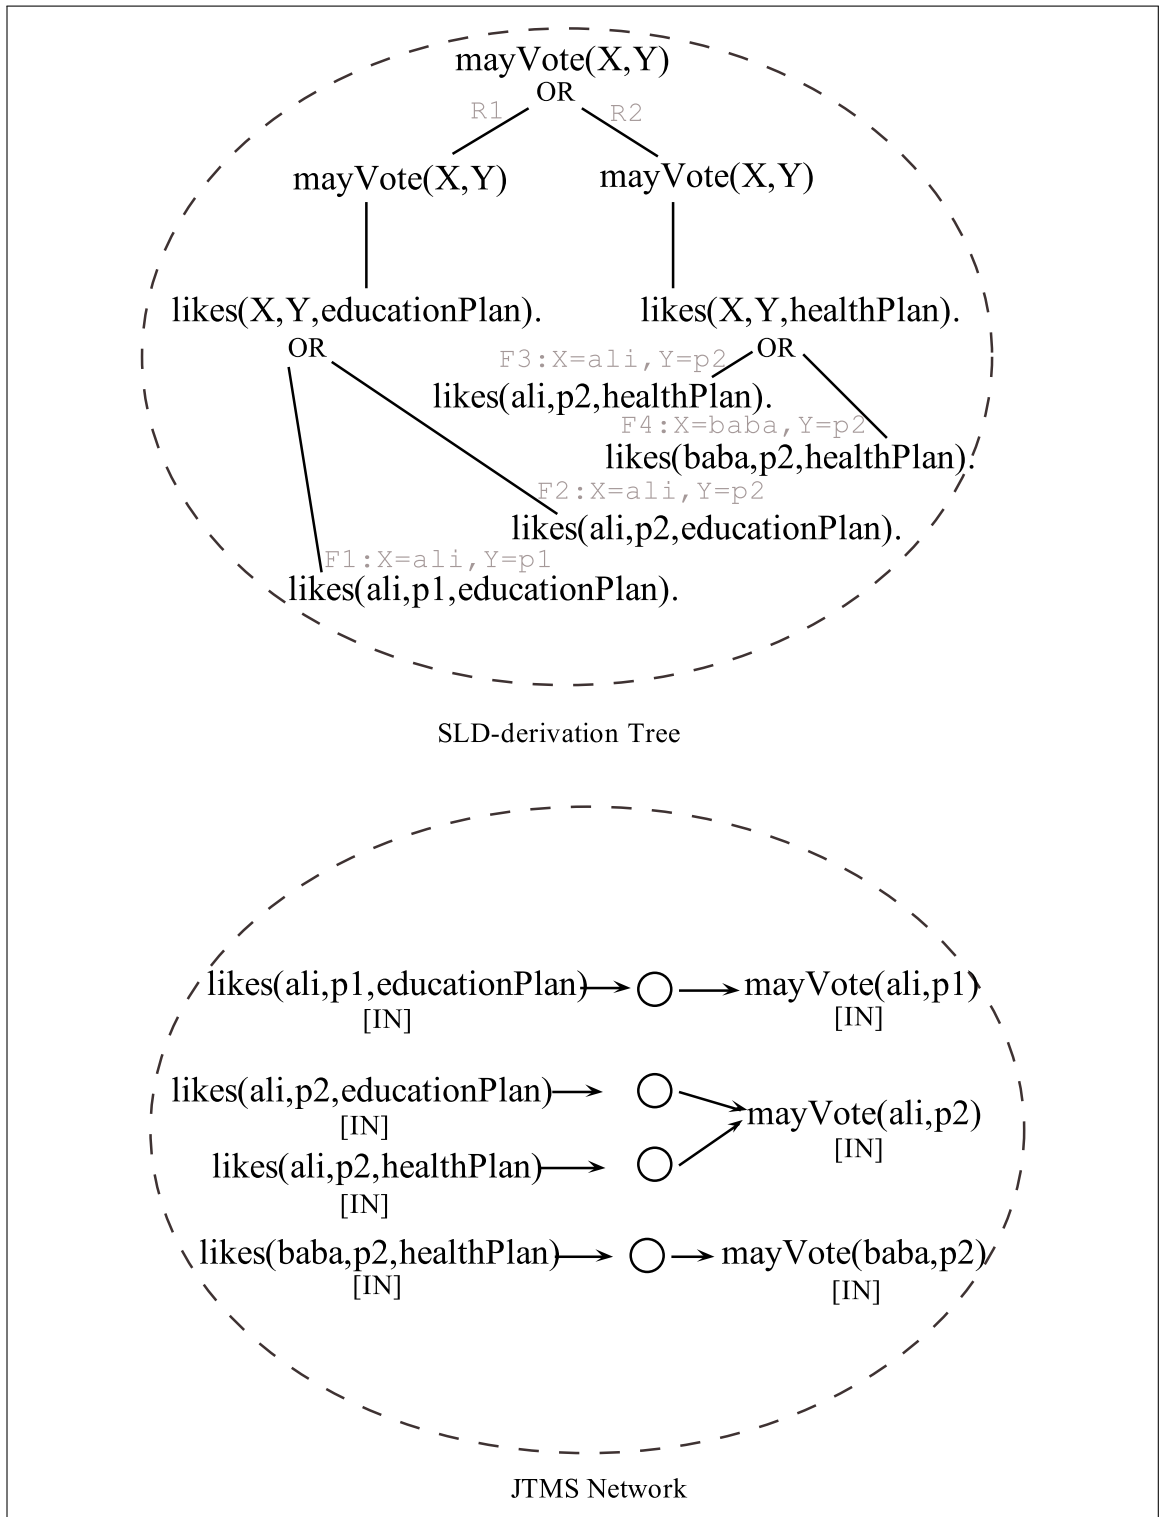 mayVote(X,Y)
OR
R1 R2
mayVote(X,Y) mayVote(X,Y)
likes(X,Y,educationPlan). likes(X,Y,healthPlan).
OR OR
F3:X=ali,Y=p2
likes(ali,p2,healthPlan).
F4:X=baba,Y=p2
likes(baba,p2,healthPlan).
F2:X=ali,Y=p2
likes(ali,p2,educationPlan).
F1:X=ali,Y=p1
likes(ali,p1,educationPlan).
SLD-derivation Tree
likes(ali,p1,educationPlan) mayVote(ali,p1)
[IN] [IN]
likes(ali,p2,educationPlan)
[IN]
mayVote(ali,p2)
[IN]
likes(ali,p2,healthPlan)
[IN]
likes(baba,p2,healthPlan) mayVote(baba,p2)
[IN] [IN]
JTMS Network